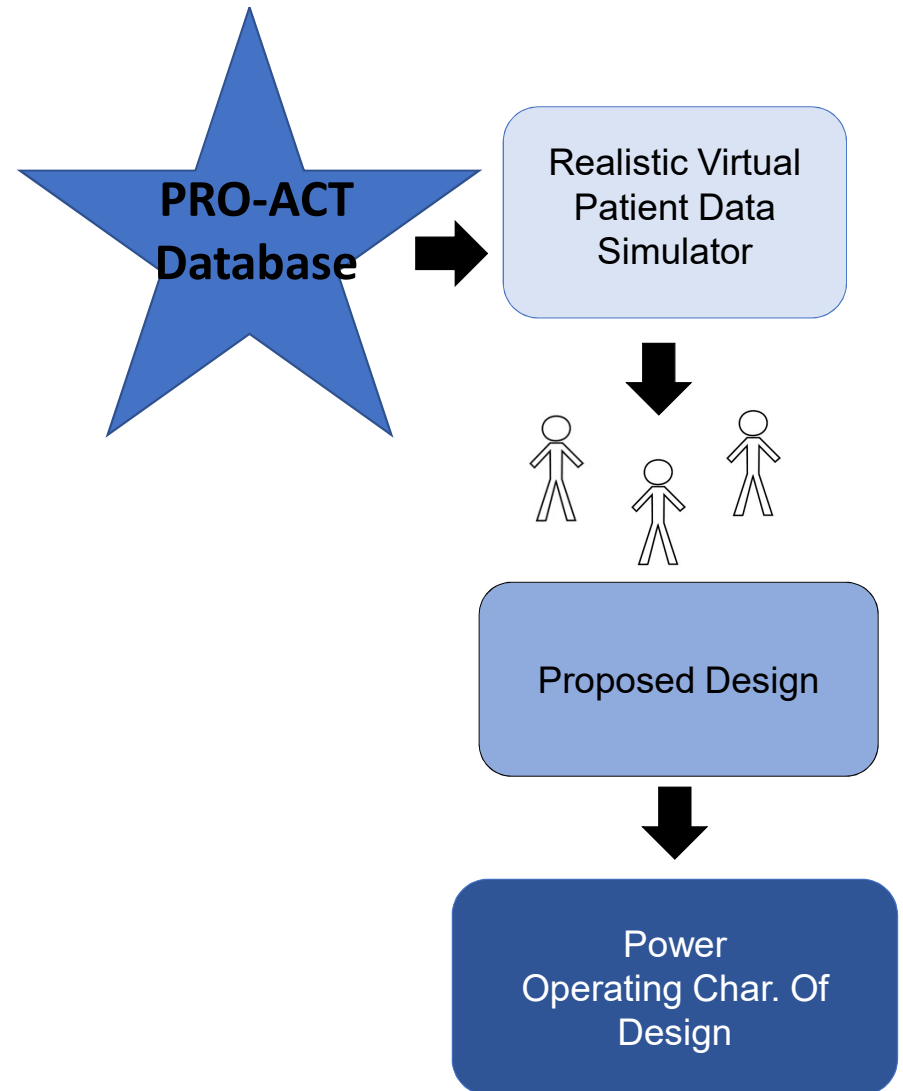 PRO-ACT
Database
Realistic Virtual
Patient Data
Simulator
Proposed Design
Power
Operating Char. Of
Design